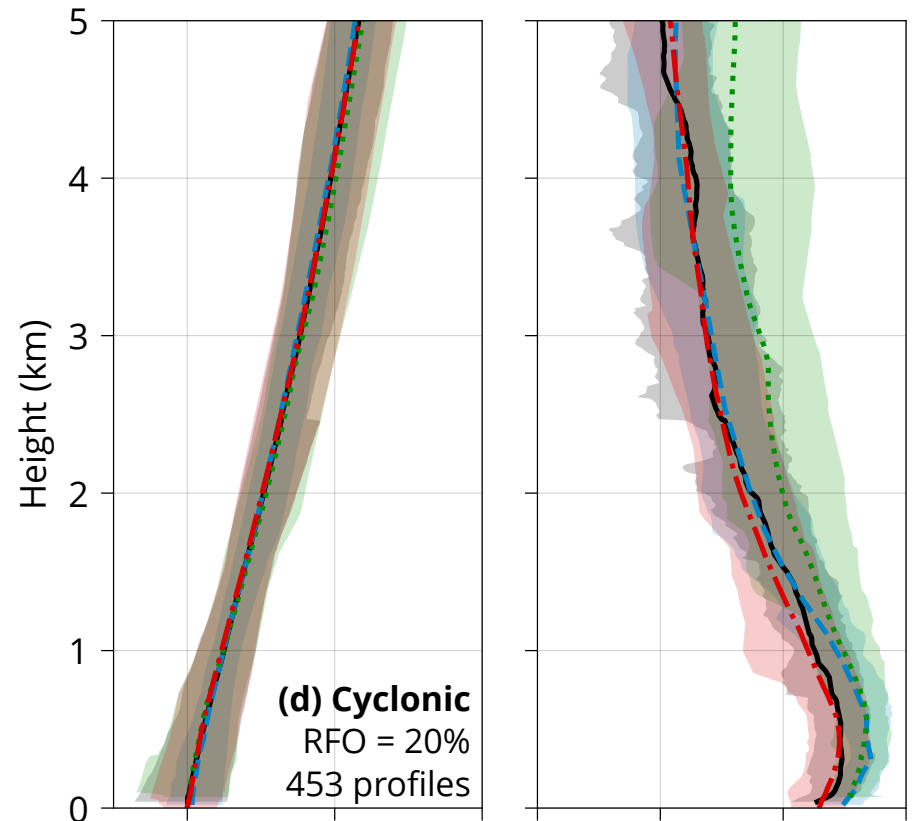 5
4
3
2
1
0
Height (km)
(d) Cyclonic
RFO = 20%
453 profiles